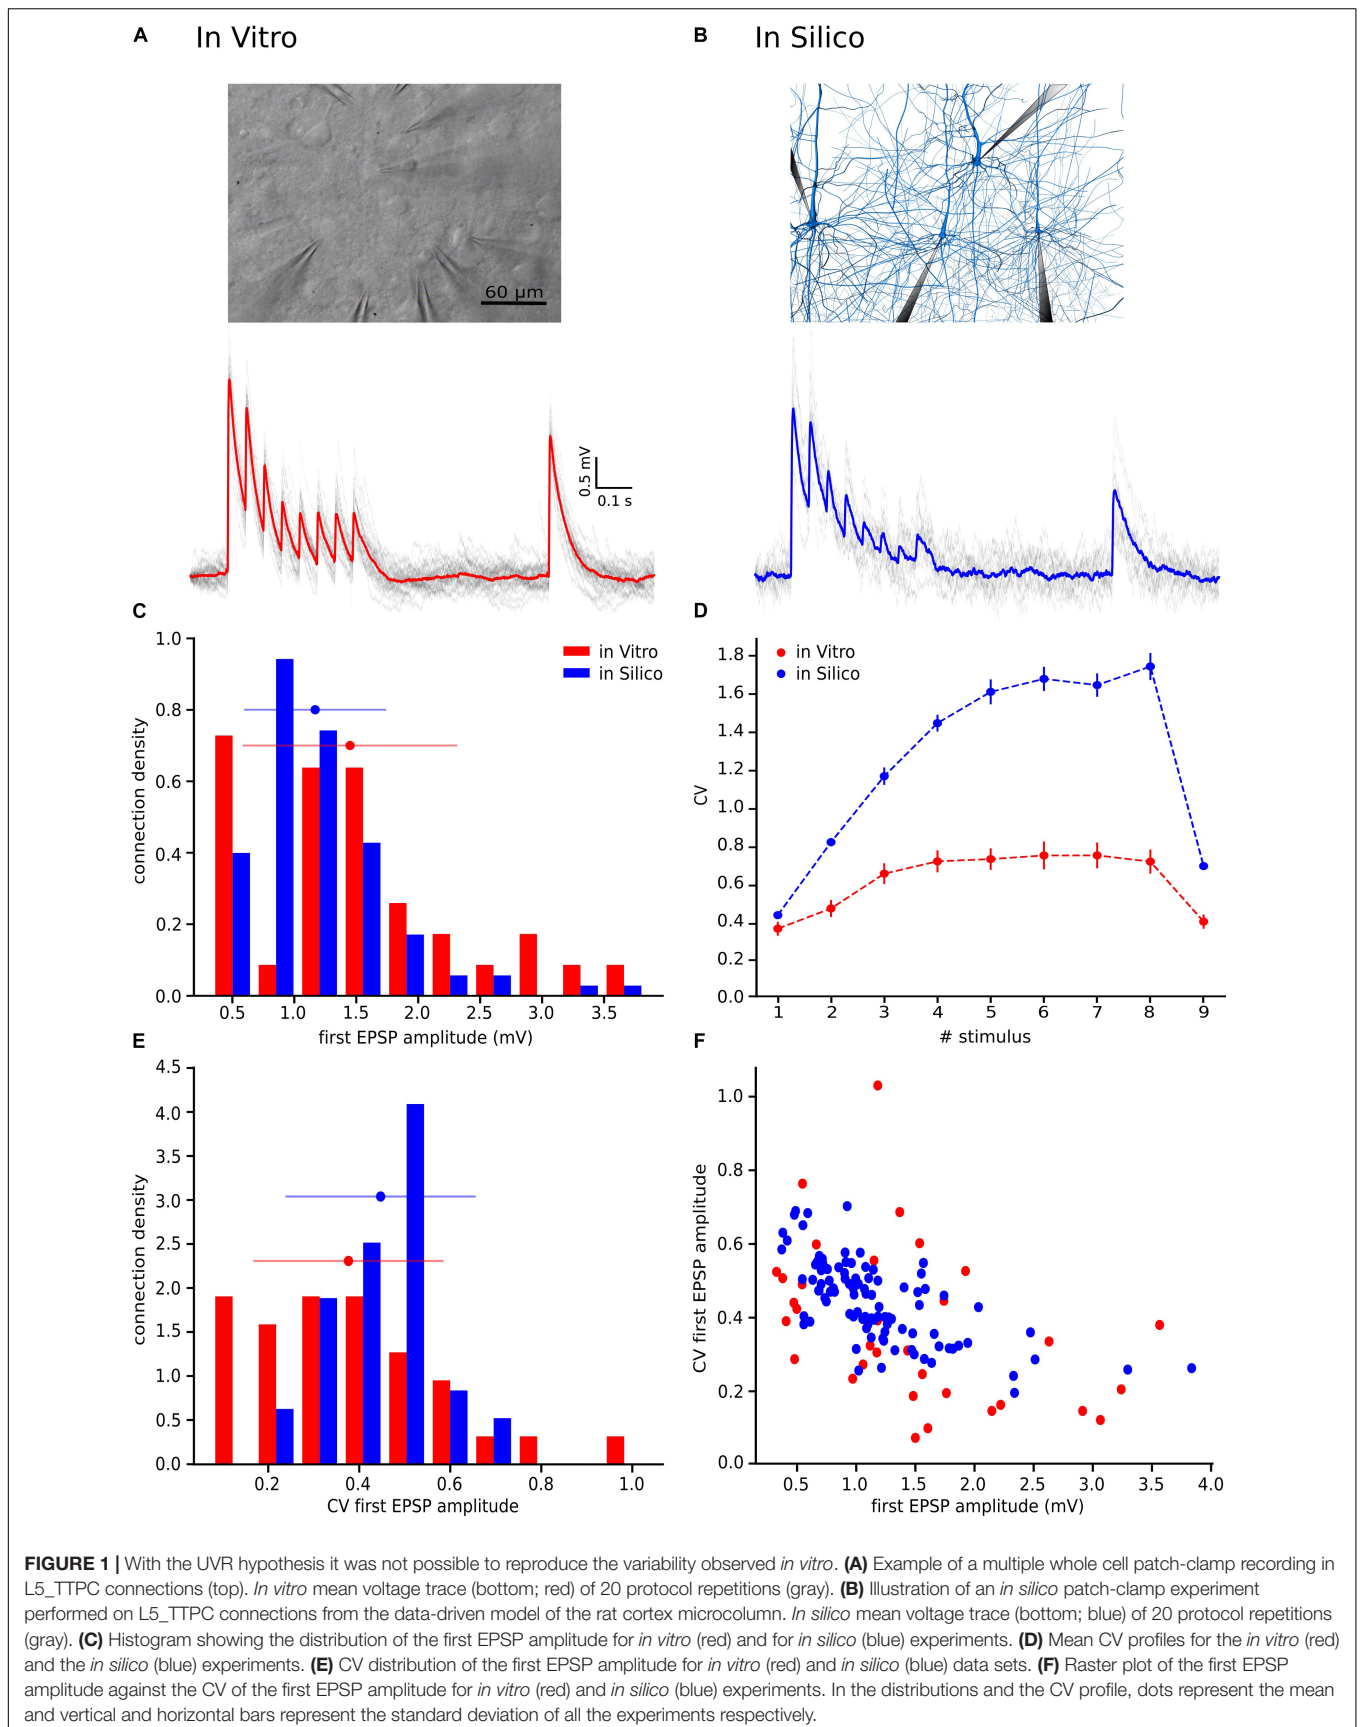 A In Vitro
B In Silico
60 µm
0.5 mV
0.1 s
C
1.0
0.8
0.6
0.4
0.2
0.0
connection density
in Vitro
in Silico
0.5 1.0 1.5 2.0 2.5 3.0 3.5
first EPSP amplitude (mV)
D
1.8
1.6
1.4
1.2
1.0
0.8
0.6
0.4
0.2
0.0
CV
in Vitro
in Silico
1 2 3 4 5 6 7 8 9
# stimulus
E
4.5
4.0
3.5
3.0
2.5
2.0
1.5
1.0
0.5
0.0
connection density
0.2 0.4 0.6 0.8 1.0
CV first EPSP amplitude
F
1.0
0.8
0.6
0.4
0.2
0.0
CV first EPSP amplitude
0.5 1.0 1.5 2.0 2.5 3.0 3.5 4.0
first EPSP amplitude (mV)
FIGURE 1 | With the UVR hypothesis it was not possible to reproduce the variability observed in vitro. (A) Example of a multiple whole cell patch-clamp recording in
L5_TTPC connections (top). In vitro mean voltage trace (bottom; red) of 20 protocol repetitions (gray). (B) Illustration of an in silico patch-clamp experiment
performed on L5_TTPC connections from the data-driven model of the rat cortex microcolumn. In silico mean voltage trace (bottom; blue) of 20 protocol repetitions
(gray). (C) Histogram showing the distribution of the first EPSP amplitude for in vitro (red) and for in silico (blue) experiments. (D) Mean CV profiles for the in vitro (red)
and the in silico (blue) experiments. (E) CV distribution of the first EPSP amplitude for in vitro (red) and in silico (blue) data sets. (F) Raster plot of the first EPSP
amplitude against the CV of the first EPSP amplitude for in vitro (red) and in silico (blue) experiments. In the distributions and the CV profile, dots represent the mean
and vertical and horizontal bars represent the standard deviation of all the experiments respectively.